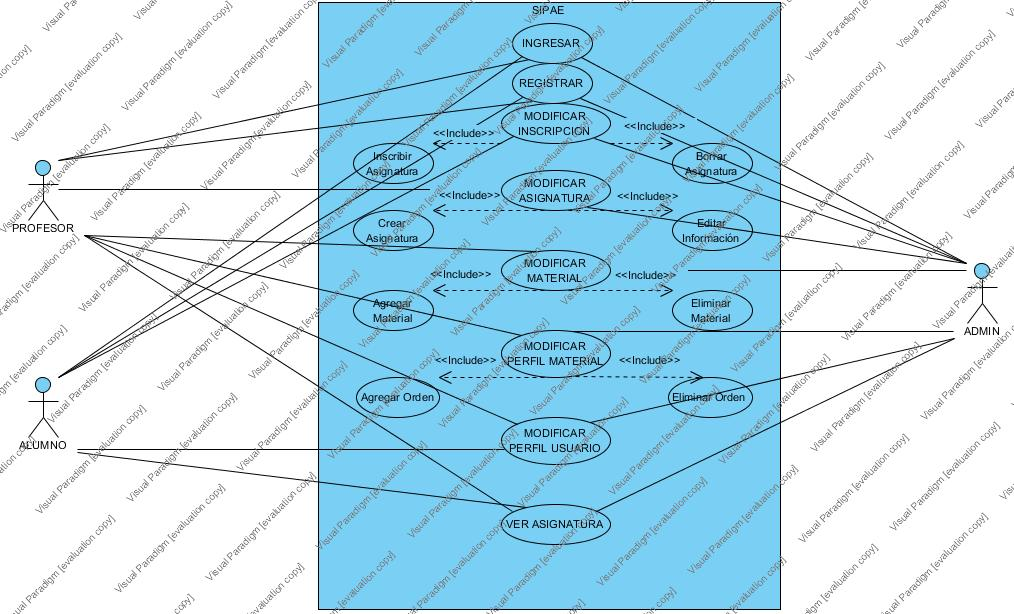 SIPAE
INGRESAR
REGISTRAR
MODIFICAR
INSCRIPCIÓN
<<Include>>
<<Include>>
Inscribir
Asignatura
Borrar
Asignatura
MODIFICAR
ASIGNATURA
<<Include>>
<<Include>>
PROFESOR
Crear
Asignatura
Editar
Información
MODIFICAR
MATERIAL
<<Include>>
<<Include>>
Agregar
Material
Eliminar
Material
ADMIN
MODIFICAR
PERFIL MATERIAL
<<Include>>
<<Include>>
Agregar Orden
Eliminar Orden
MODIFICAR
PERFIL USUARIO
ALUMNO
VER ASIGNATURA
Visual Paradigm [evaluation copy]